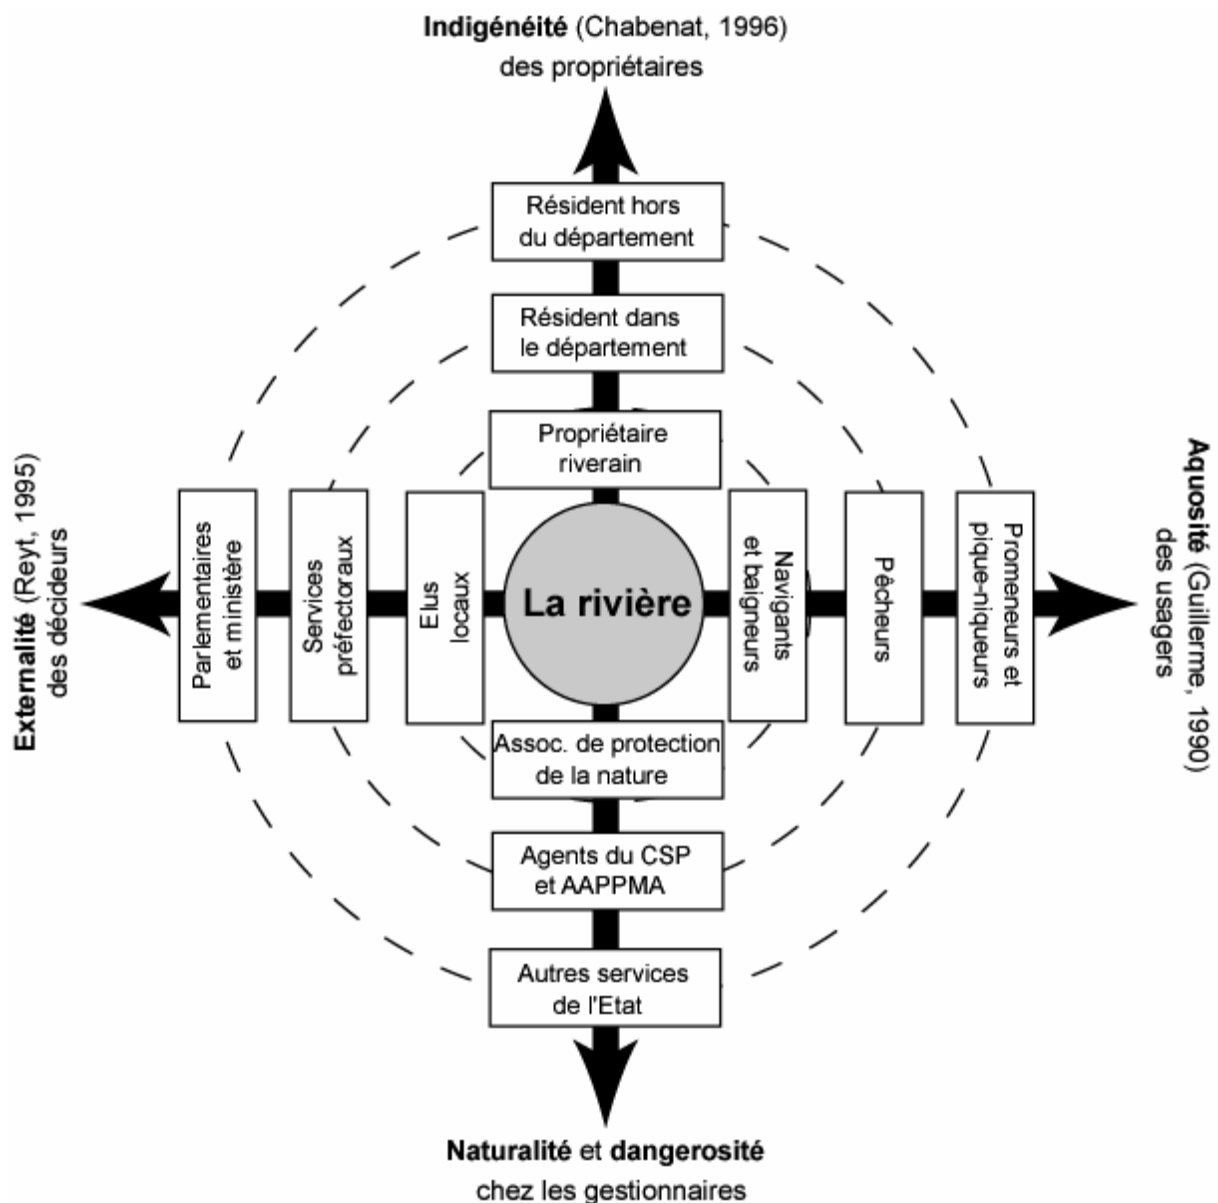 Indigénéité (Chabenat, 1996)
des propriétaires
Résident hors
du département
Résident dans
le département
Propriétaire
riverain
Externalité (Reyt, 1995)
des décideurs
Parlementaires
et ministère
Services
préfectoraux
Elus
locaux
La rivière
Navigants
et baigneurs
Pêcheurs
Promeneurs et
pique-niqueurs
Aquosité (Guillerme, 1990)
des usagers
Assoc. de protection
de la nature
Agents du CSP
et AAPPMA
Autres services
de l'Etat
Naturalité et dangerosité
chez les gestionnaires